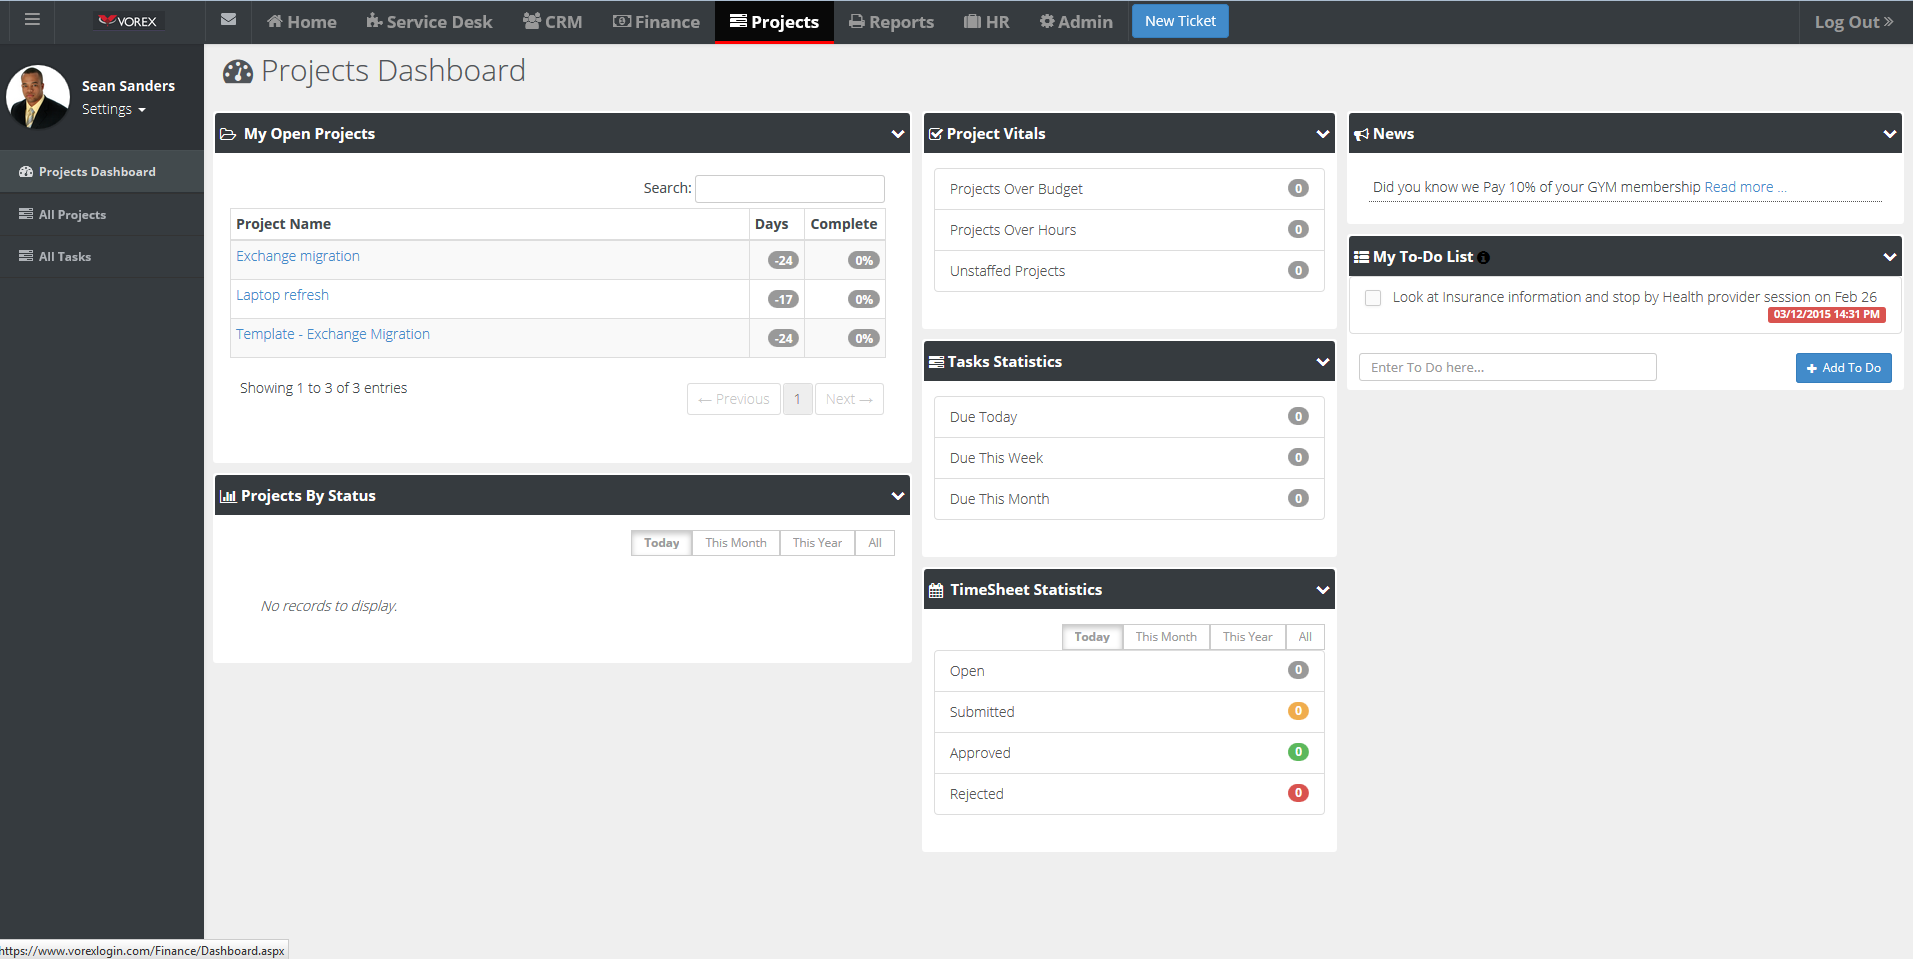 VOREX
Home
Service Desk
CRM
Finance
Projects
Reports
HR
Admin
New Ticket
Log Out
Sean Sanders
Settings
Projects Dashboard
All Projects
All Tasks
Projects Dashboard
My Open Projects
Search:
Project Name Days Complete
Exchange migration -24 0%
Laptop refresh -17 0%
Template - Exchange Migration -24 0%
Showing 1 to 3 of 3 entries
← Previous 1 Next →
Projects By Status
Today This Month This Year All
No records to display.
Project Vitals
Projects Over Budget 0
Projects Over Hours 0
Unstaffed Projects 0
Tasks Statistics
Due Today 0
Due This Week 0
Due This Month 0
TimeSheet Statistics
Today This Month This Year All
Open 0
Submitted 0
Approved 0
Rejected 0
News
Did you know we Pay 10% of your GYM membership Read more ...
My To-Do List
Look at Insurance information and stop by Health provider session on Feb 26
03/12/2015 14:31 PM
Enter To Do here...
Add To Do
https://www.vorexlogin.com/Finance/Dashboard.aspx